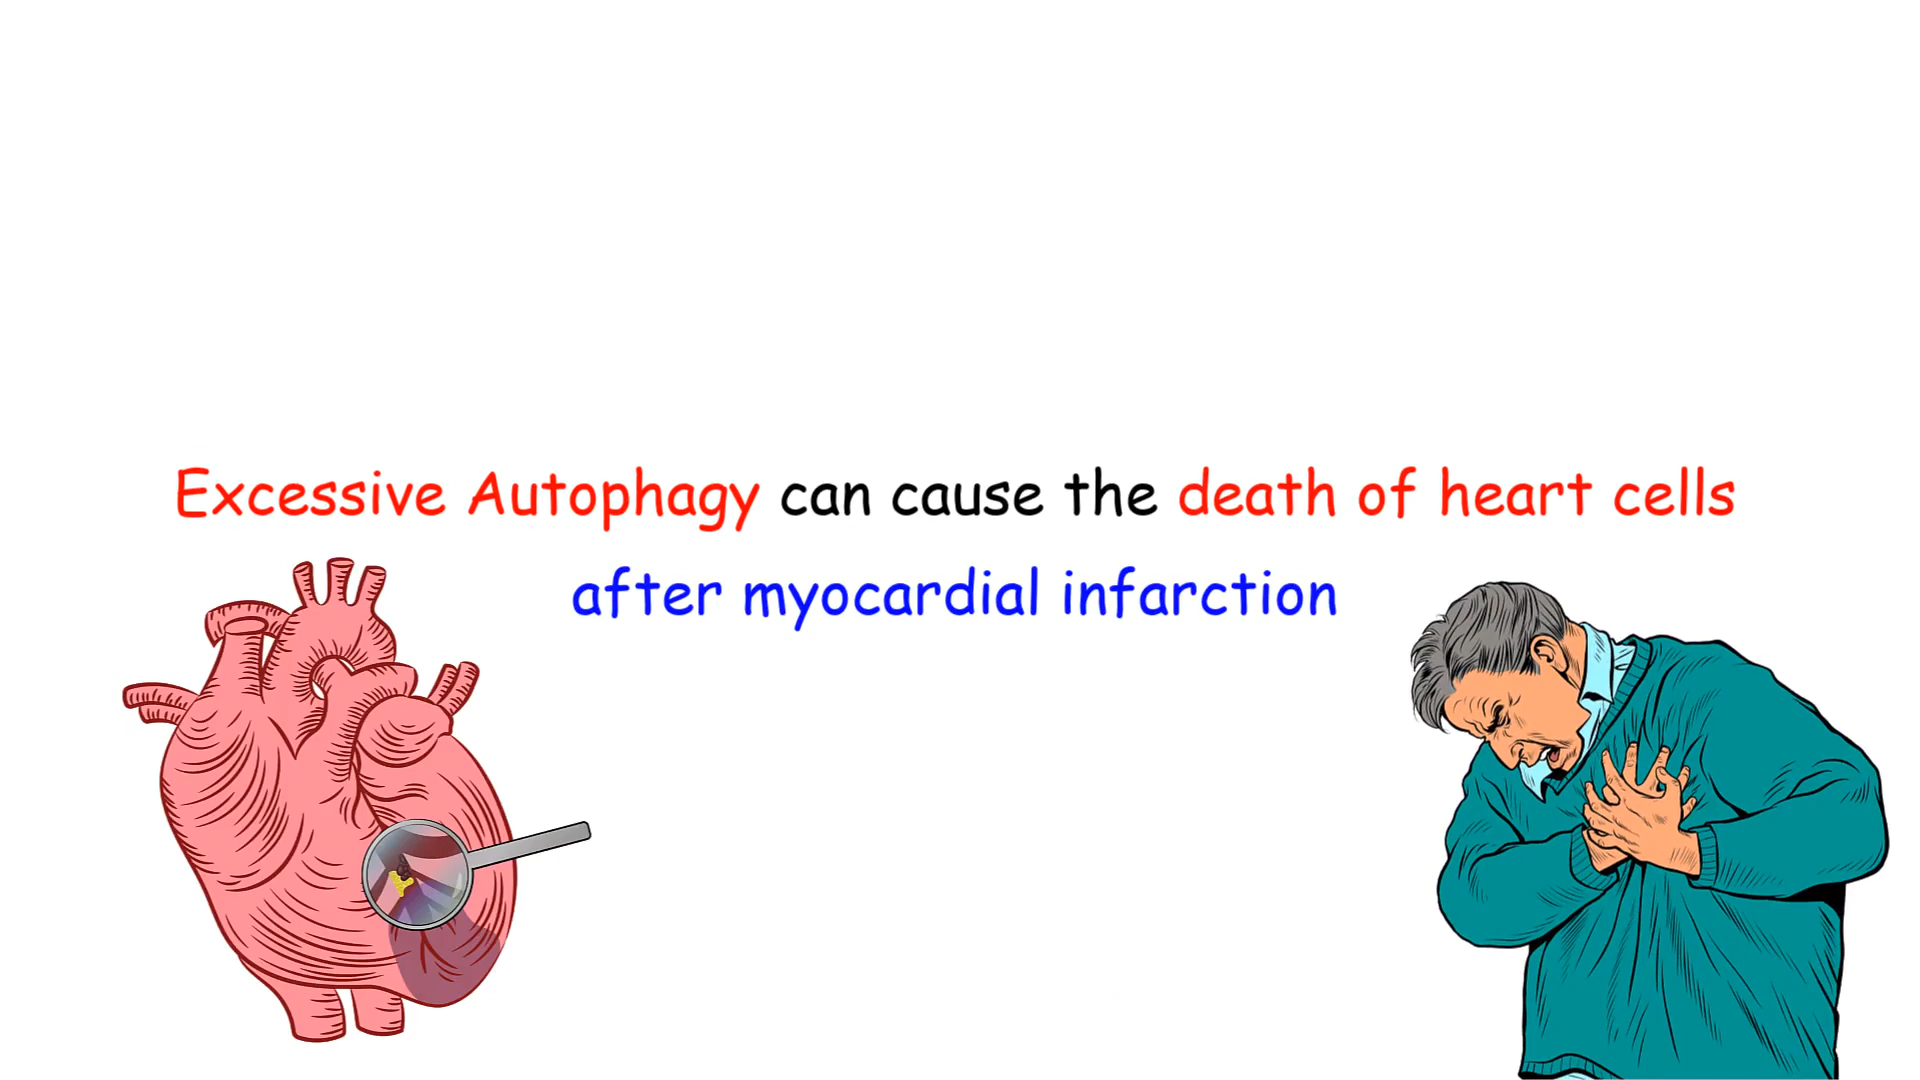 Excessive Autophagy can cause the death of heart cells
after myocardial infarction